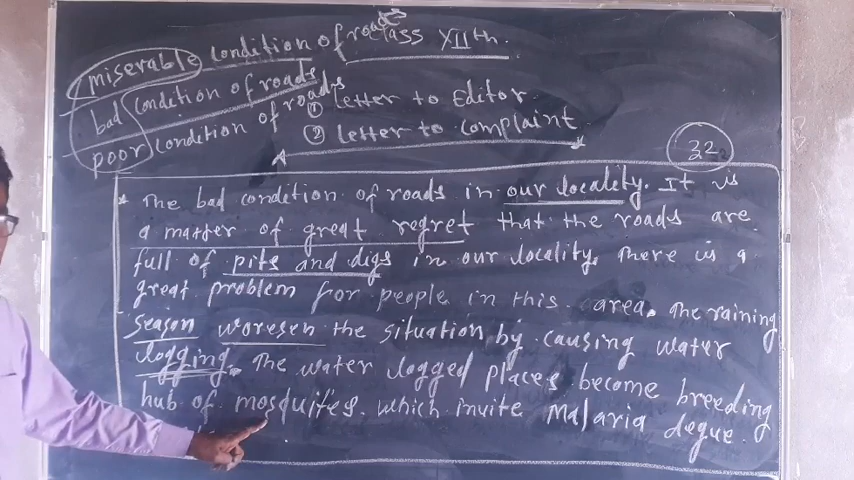 miserable condition of roads Class XIIth.
bad condition of roads
poor condition of roads
① letter to Editor.
② letter to complaint
32
* The bad condition of roads in our locality. It is
a matter of great regret that the roads are
full of pits and digs in our locality. There is a
great problem for people in this area. The raining
Season woresen the situation by causing water
logging. The water logged places become breeding
hub of mosquites. which invite Malaria degue.